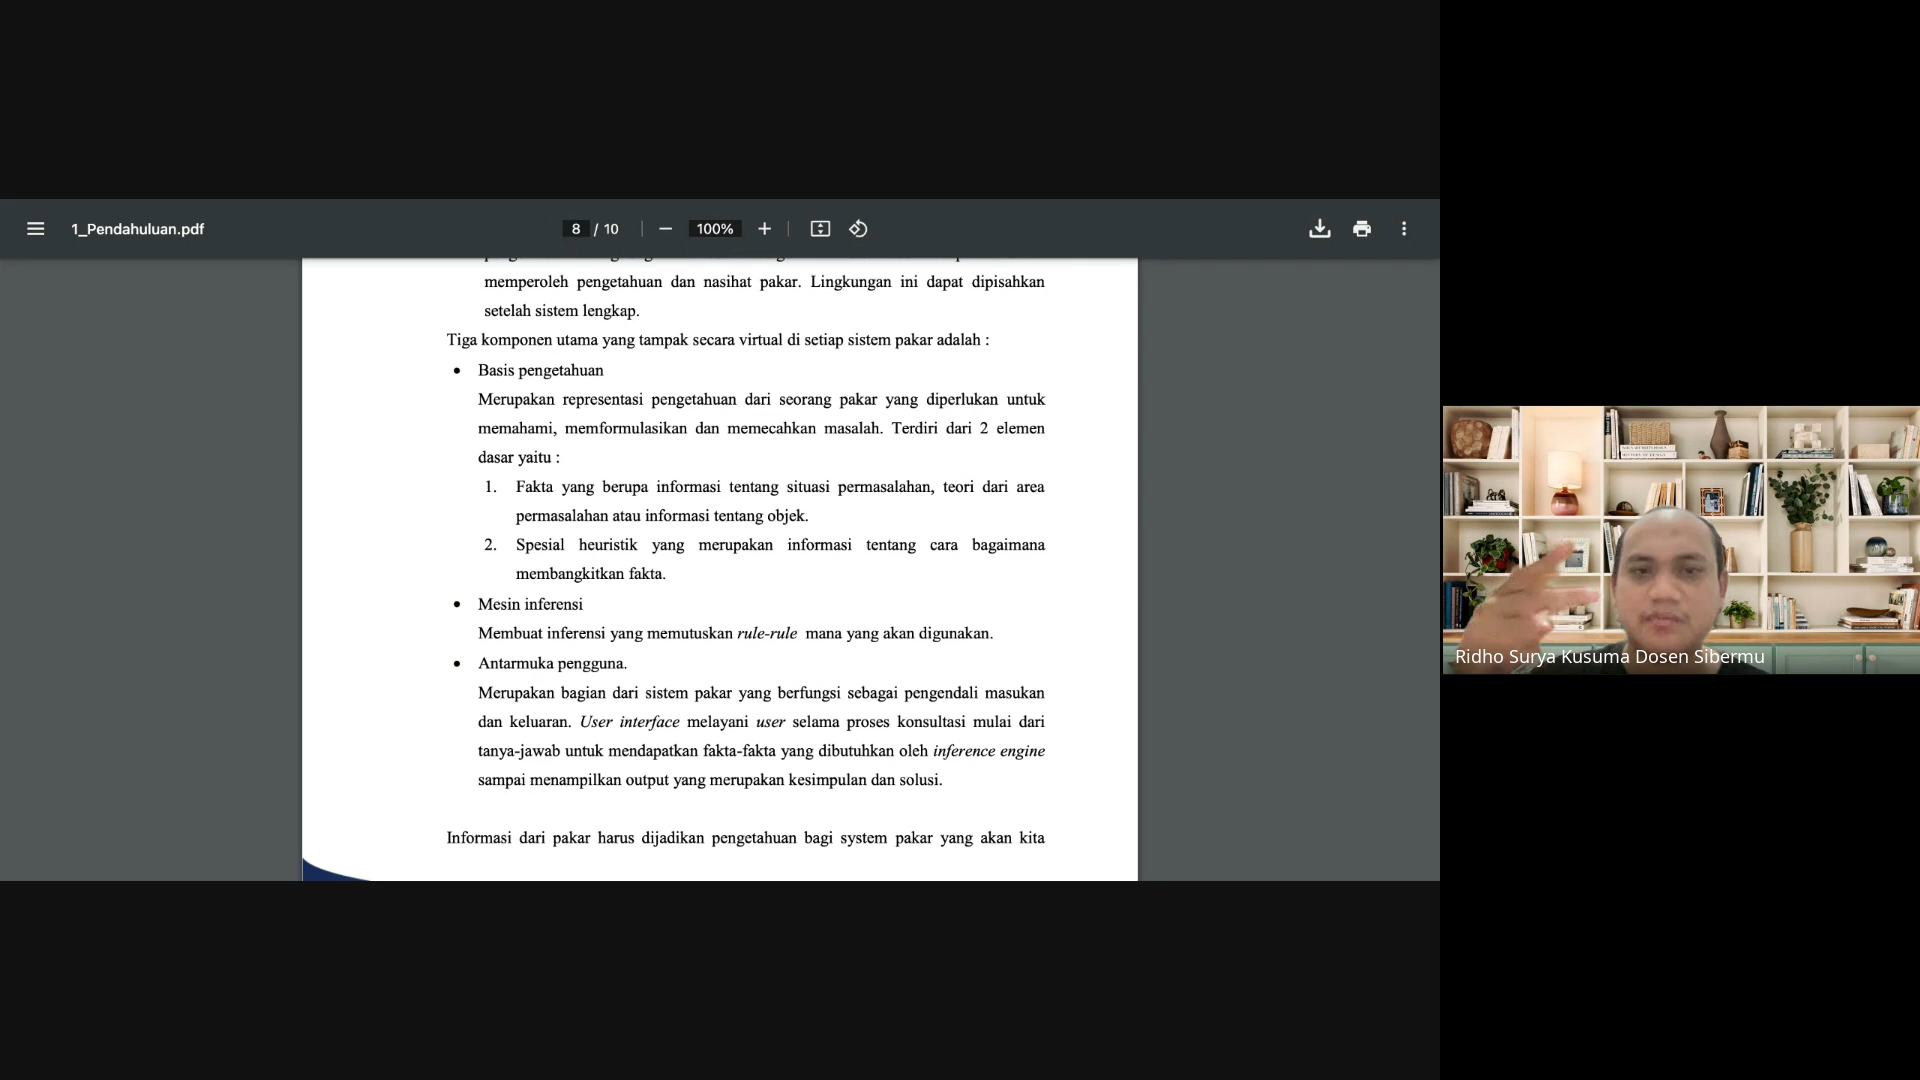 1_Pendahuluan.pdf
8 / 10
100%
memperoleh pengetahuan dan nasihat pakar. Lingkungan ini dapat dipisahkan
setelah sistem lengkap.
Tiga komponen utama yang tampak secara virtual di setiap sistem pakar adalah :
• Basis pengetahuan
Merupakan representasi pengetahuan dari seorang pakar yang diperlukan untuk
memahami, memformulasikan dan memecahkan masalah. Terdiri dari 2 elemen
dasar yaitu :
1. Fakta yang berupa informasi tentang situasi permasalahan, teori dari area
permasalahan atau informasi tentang objek.
2. Spesial heuristik yang merupakan informasi tentang cara bagaimana
membangkitkan fakta.
• Mesin inferensi
Membuat inferensi yang memutuskan rule-rule mana yang akan digunakan.
• Antarmuka pengguna.
Merupakan bagian dari sistem pakar yang berfungsi sebagai pengendali masukan
dan keluaran. User interface melayani user selama proses konsultasi mulai dari
tanya-jawab untuk mendapatkan fakta-fakta yang dibutuhkan oleh inference engine
sampai menampilkan output yang merupakan kesimpulan dan solusi.
Informasi dari pakar harus dijadikan pengetahuan bagi system pakar yang akan kita
Ridho Surya Kusuma Dosen Sibermu